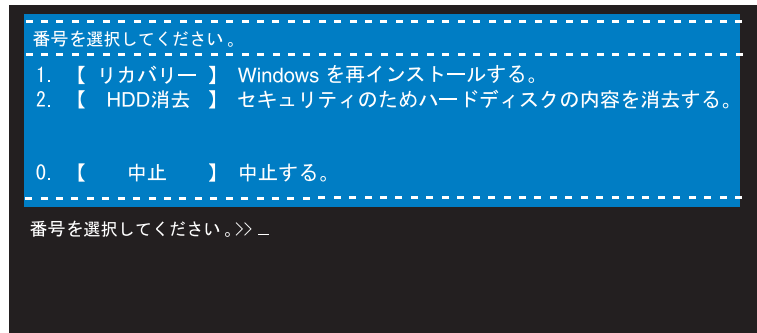 番号を選択してください。
1. 【 リカバリー 】 Windows を再インストールする。
2. 【 HDD消去 】 セキュリティのためハードディスクの内容を消去する。
0. 【 中止 】 中止する。
番号を選択してください。>> _